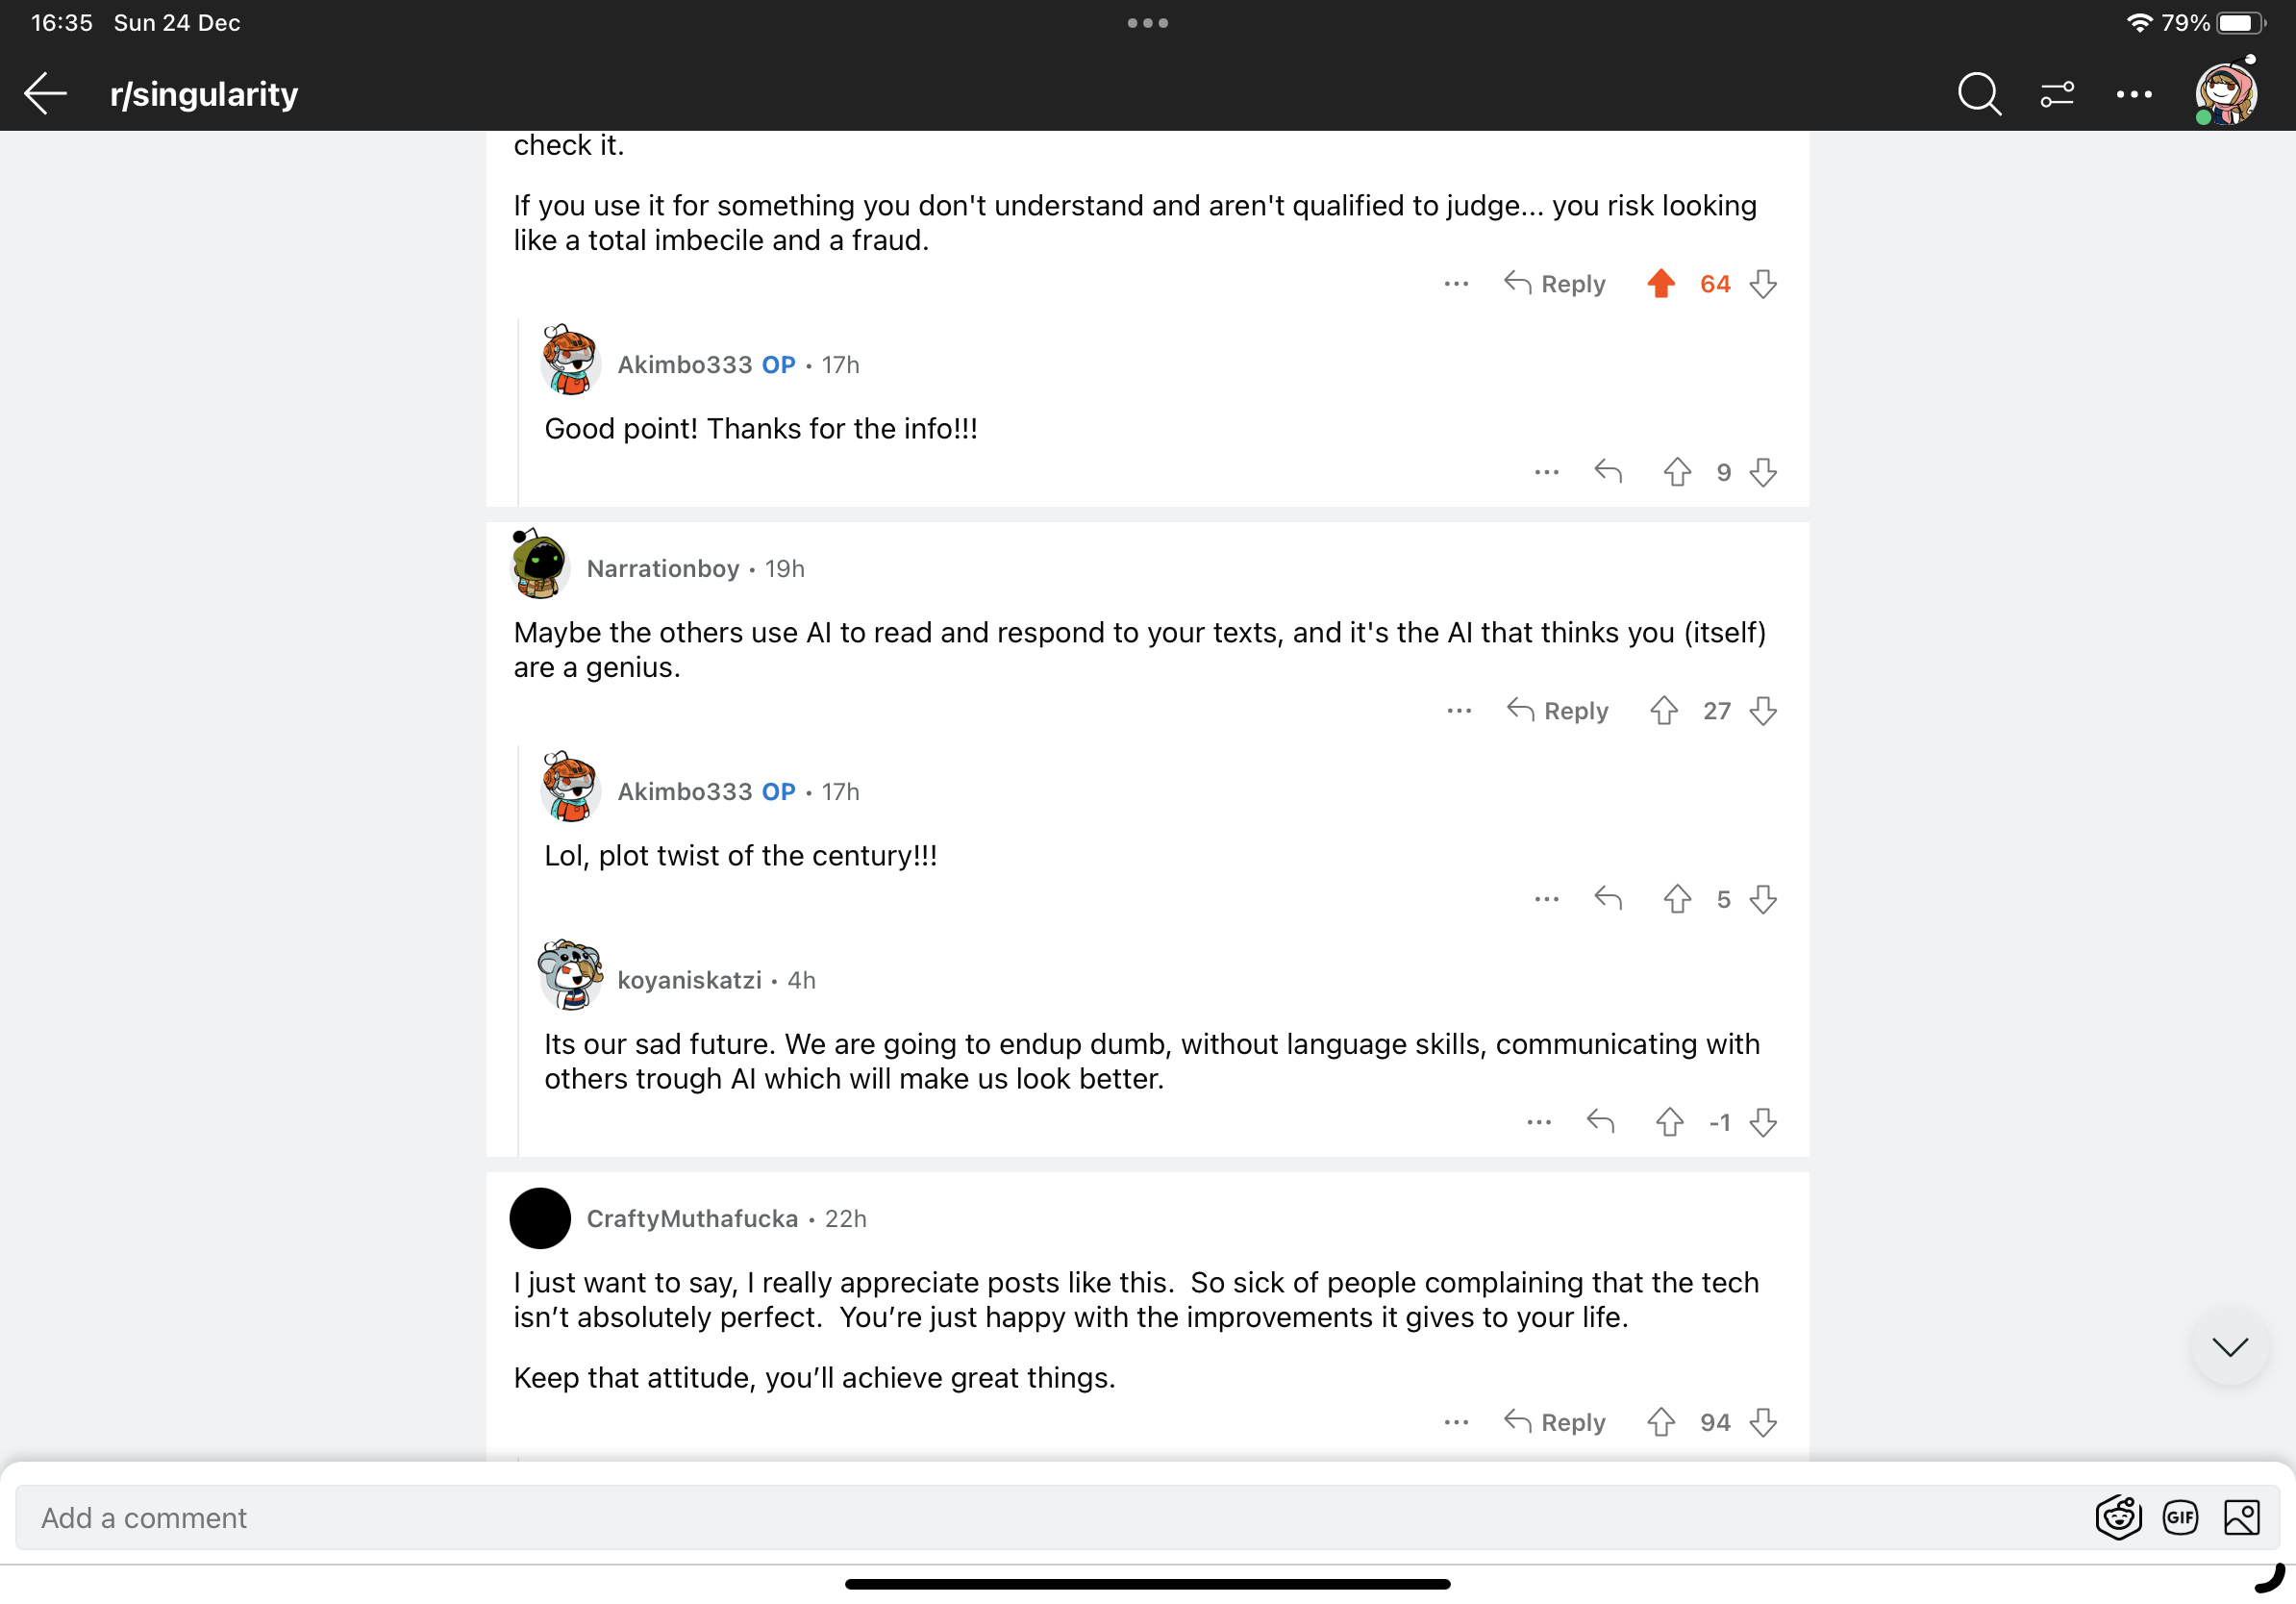 16:35 Sun 24 Dec
79%
r/singularity
check it.
If you use it for something you don't understand and aren't qualified to judge... you risk looking
like a total imbecile and a fraud.
Reply 64
Akimbo333 OP • 17h
Good point! Thanks for the info!!!
9
Narrationboy • 19h
Maybe the others use AI to read and respond to your texts, and it's the AI that thinks you (itself)
are a genius.
Reply 27
Akimbo333 OP • 17h
Lol, plot twist of the century!!!
5
koyaniskatzi • 4h
Its our sad future. We are going to endup dumb, without language skills, communicating with
others trough AI which will make us look better.
-1
CraftyMuthafucka • 22h
I just want to say, I really appreciate posts like this.  So sick of people complaining that the tech
isn’t absolutely perfect.  You’re just happy with the improvements it gives to your life.
Keep that attitude, you’ll achieve great things.
Reply 94
Add a comment
GIF